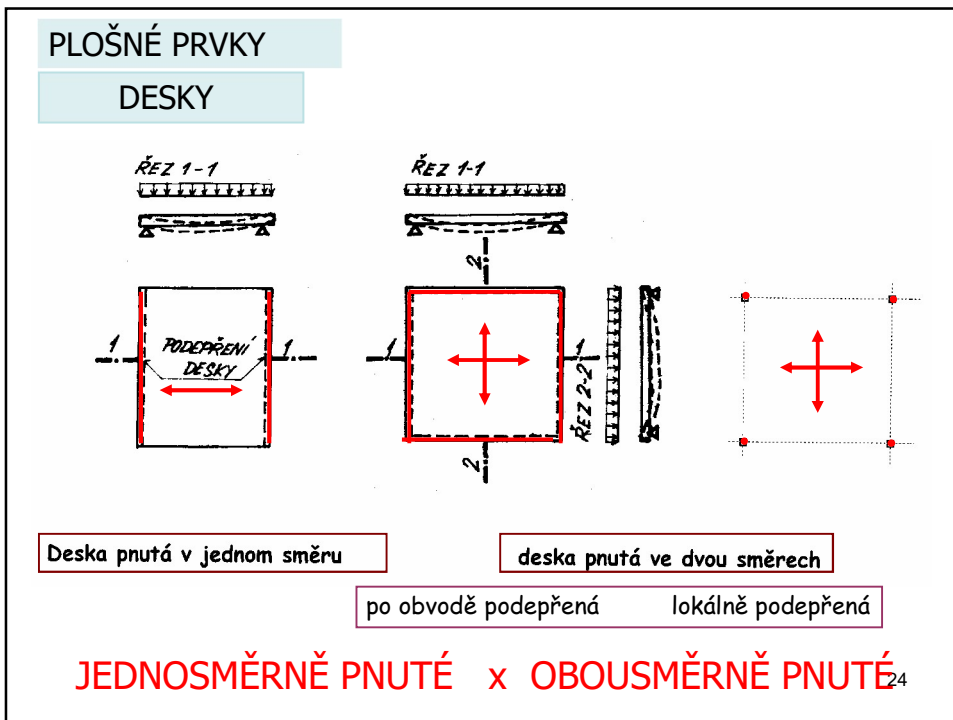 PLOŠNÉ PRVKY
DESKY
ŘEZ 1-1
ŘEZ 1-1
2
1
PODEPŘENÍ
DESKY
1
1
1
ŘEZ 2-2
2
Deska pnutá v jednom směru
deska pnutá ve dvou směrech
po obvodě podepřená lokálně podepřená
JEDNOSMĚRNĚ PNUTÉ x OBOUSMĚRNĚ PNUTÉ
24